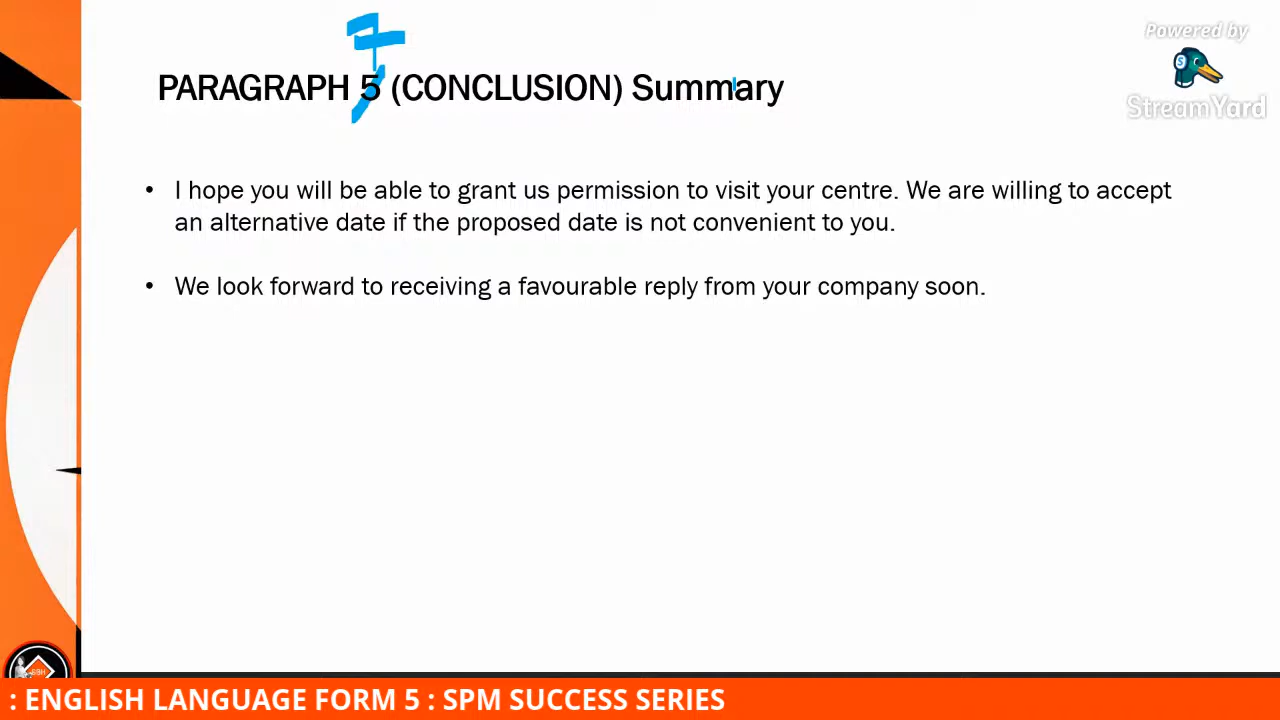 Powered by
StreamYard
7
PARAGRAPH 5 (CONCLUSION) Summary
• I hope you will be able to grant us permission to visit your centre. We are willing to accept
an alternative date if the proposed date is not convenient to you.
• We look forward to receiving a favourable reply from your company soon.
: ENGLISH LANGUAGE FORM 5 : SPM SUCCESS SERIES